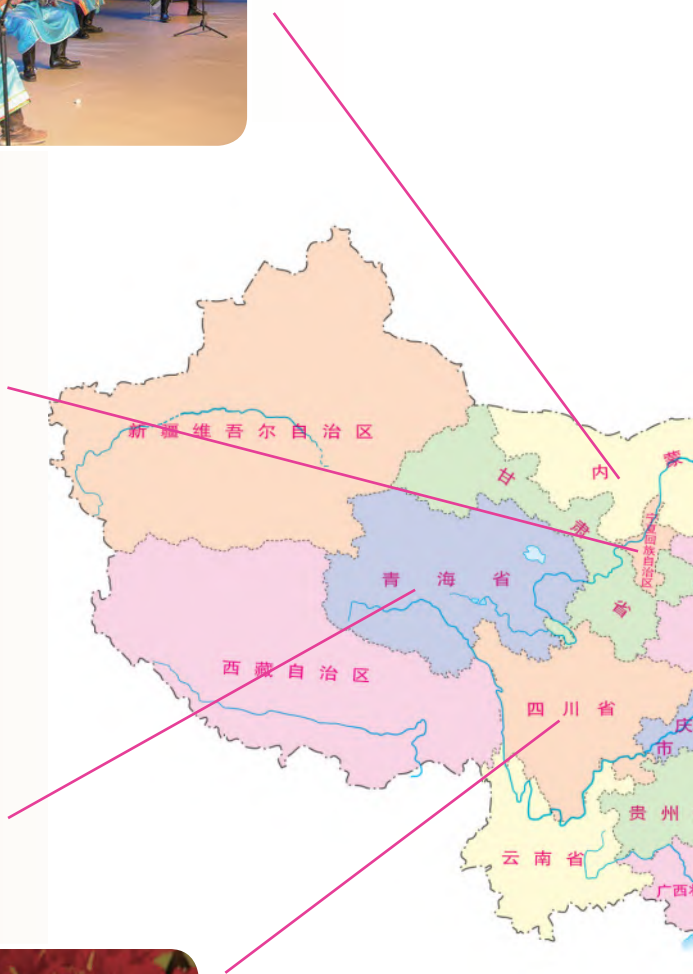 新疆维吾尔自治区
甘肃省
内蒙
宁夏回族自治区
青海省
西藏自治区
四川省
庆
市
贵州
云南省
广西